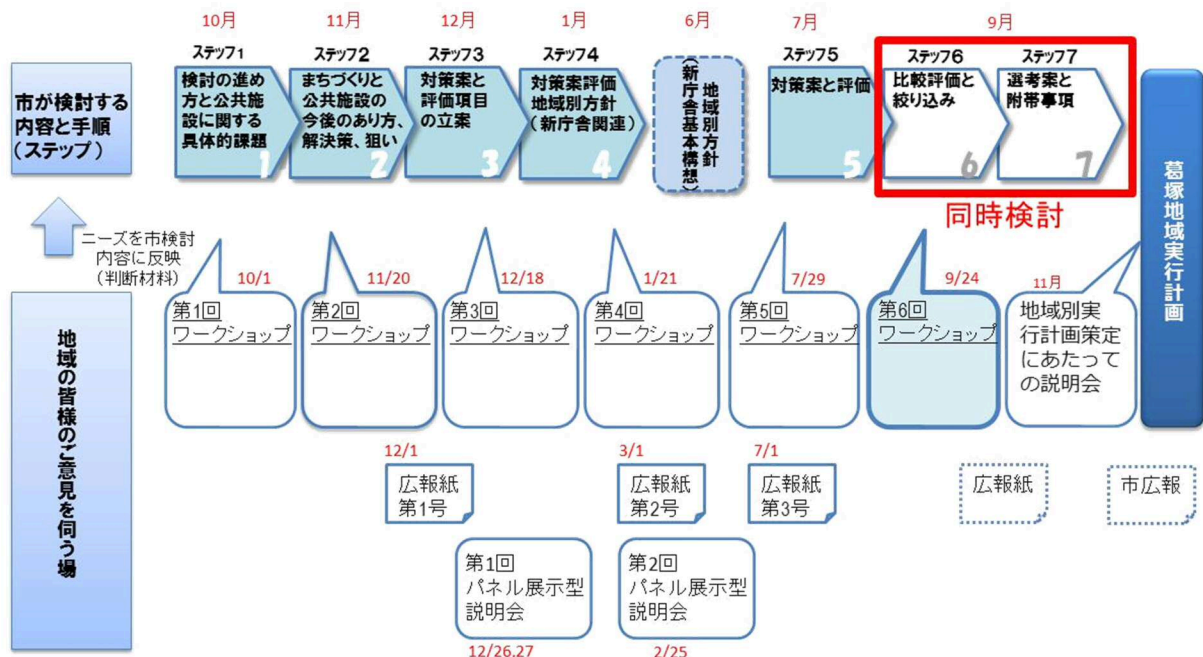 10月
11月
12月
1月
6月
7月
9月
ステップ1
検討の進め
方と公共施
設に関する
具体的課題
1
ステップ2
まちづくりと
公共施設の
今後のあり方、
解決策、狙い
2
ステップ3
対策案と
評価項目
の立案
3
ステップ4
対策案評価
地域別方針
(新庁舎関連)
4
地域別方針
(新庁舎基本構想)
ステップ5
対策案と評価
5
ステップ6
比較評価と
絞り込み
6
ステップ7
選考案と
附帯事項
7
同時検討
市が検討する
内容と手順
(ステップ)
ニーズを市検討
内容に反映
(判断材料)
葛塚地域実行計画
地域の皆様のご意見を伺う場
10/1
第1回
ワークショップ
11/20
第2回
ワークショップ
12/18
第3回
ワークショップ
1/21
第4回
ワークショップ
7/29
第5回
ワークショップ
9/24
第6回
ワークショップ
11月
地域別実
行計画策定
にあたって
の説明会
12/1
広報紙
第1号
3/1
広報紙
第2号
7/1
広報紙
第3号
広報紙
市広報
第1回
パネル展示型
説明会
12/26.27
第2回
パネル展示型
説明会
2/25